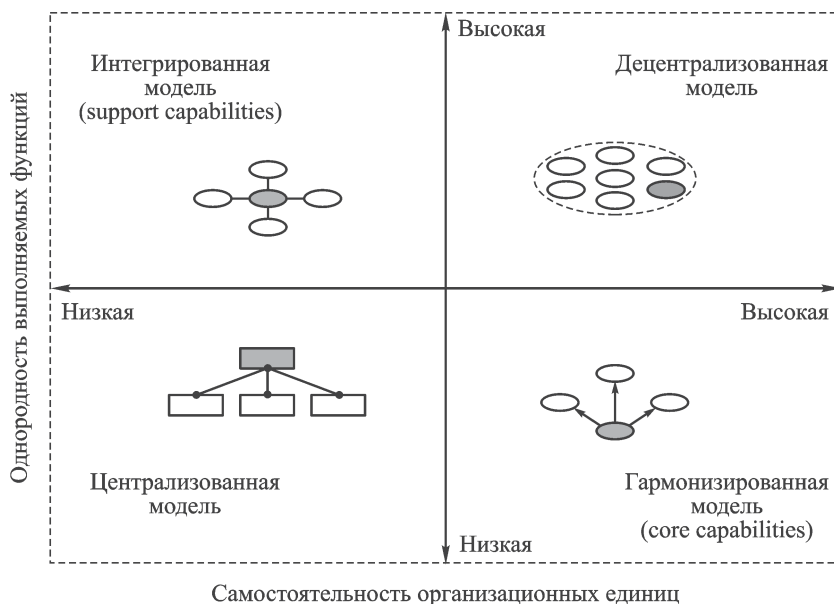 Высокая
Интегрированная
модель
(support capabilities)
Децентрализованная
модель
Однородность выполняемых функций
Низкая
Высокая
Централизованная
модель
Гармонизированная
модель
(core capabilities)
Низкая
Самостоятельность организационных единиц